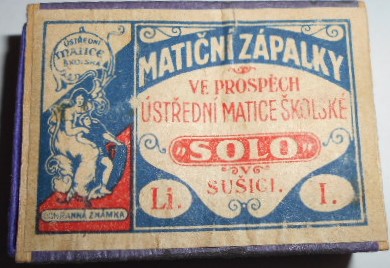 ÚSTŘEDNÍ
MATICE
ŠKOLSKÁ
OCHRANNÁ ZNÁMKA
MATIČNÍ ZÁPALKY
VE PROSPĚCH
ÚSTŘEDNÍ MATICE ŠKOLSKÉ
"SOLO"
V
SUŠICI.
Li.
I.